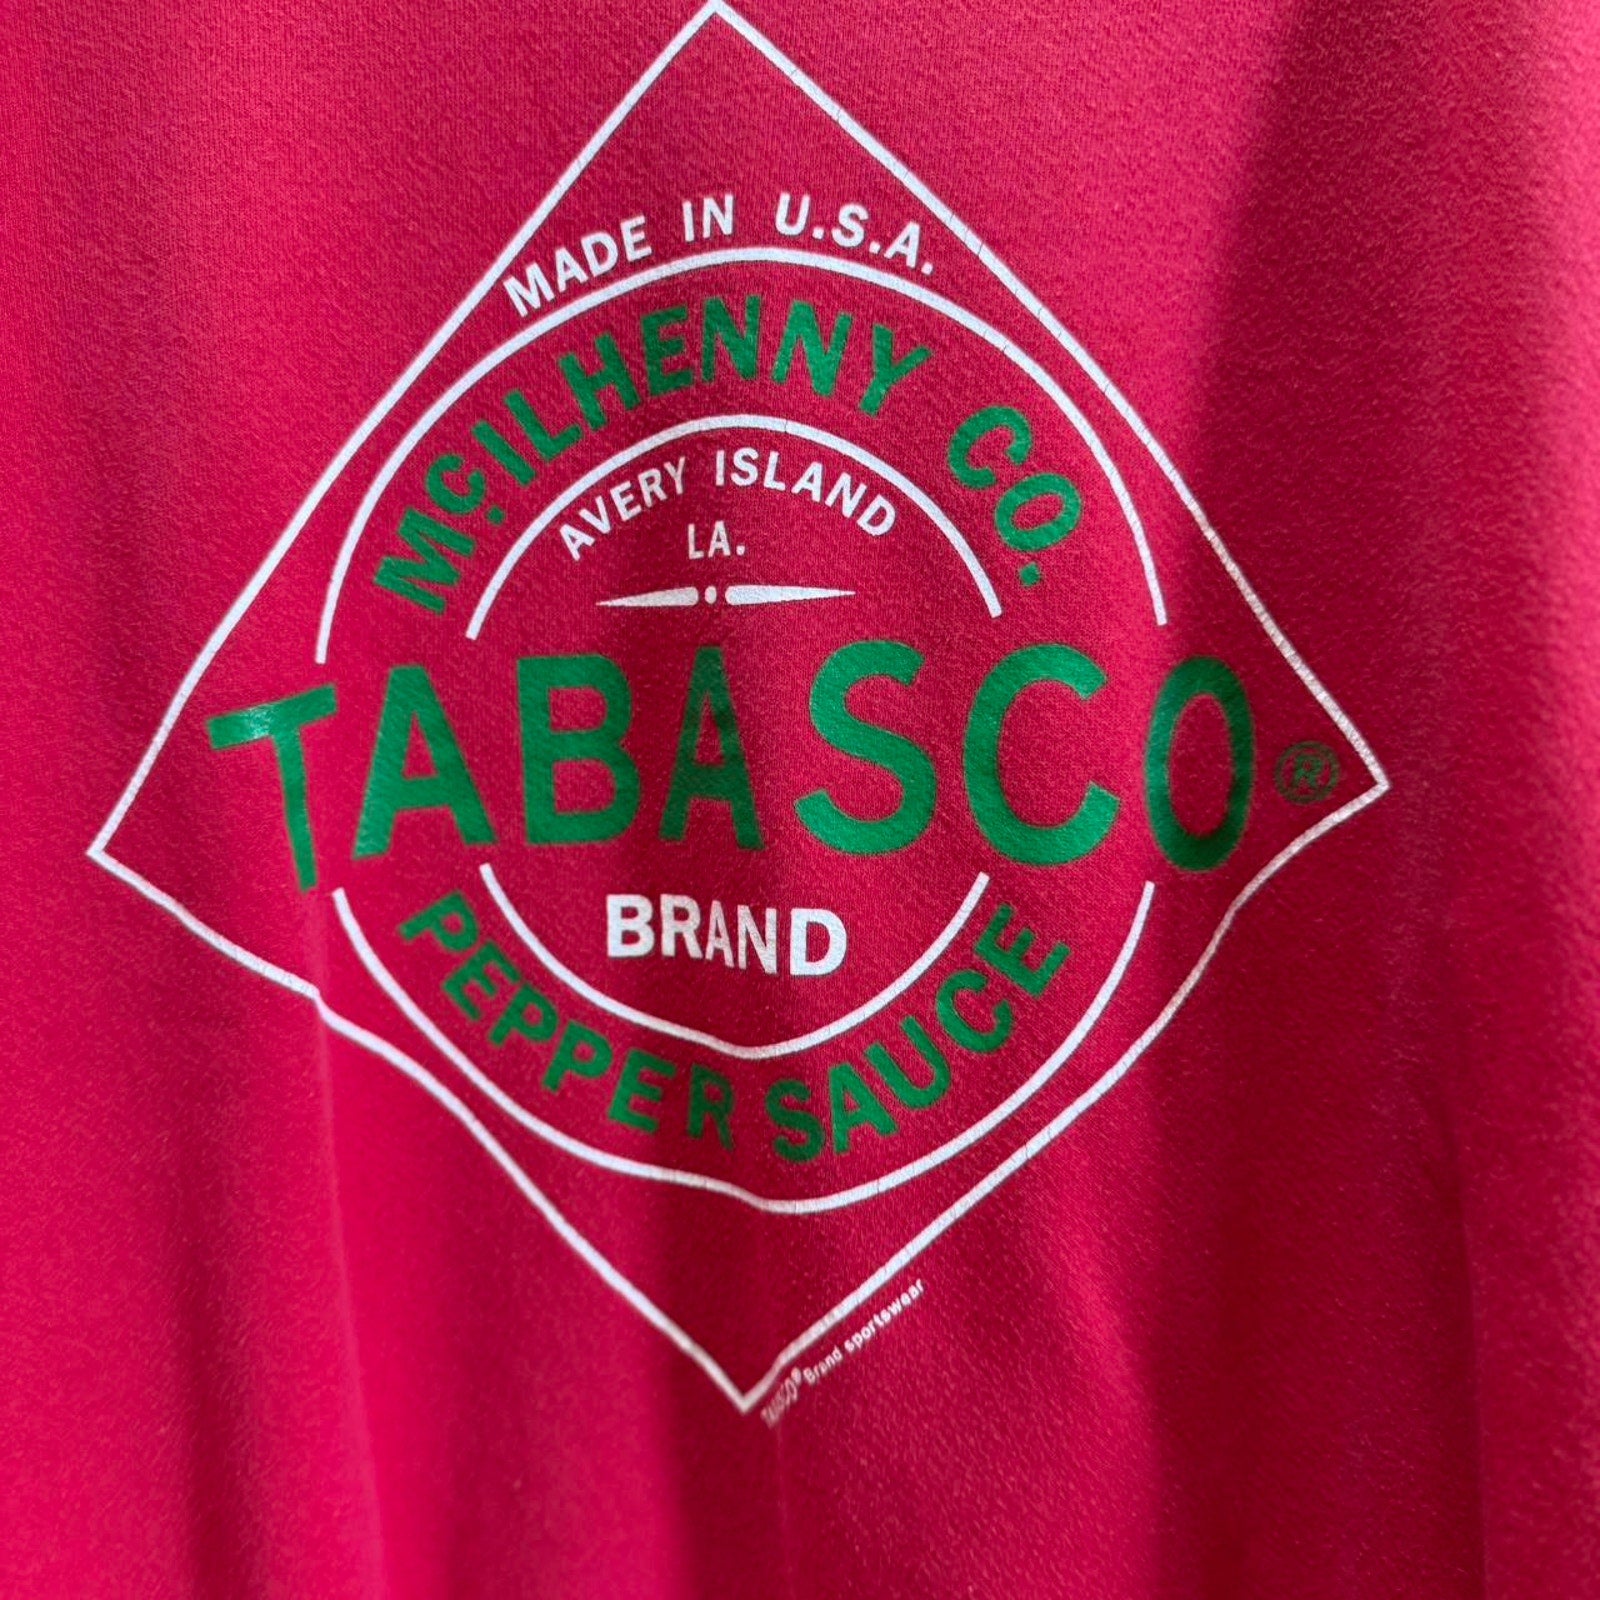 MADE IN U.S.A.
McILHENNY CO.
AVERY ISLAND
LA.
TABASCO®
BRAND
PEPPER SAUCE
TABASCO® Brand sportswear